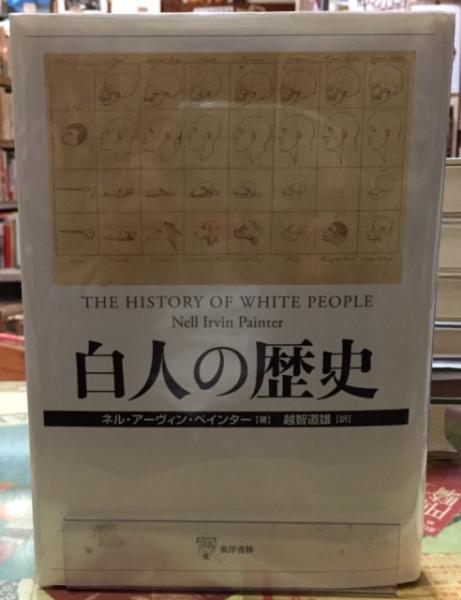 THE HISTORY OF WHITE PEOPLE
Nell Irvin Painter
白人の歴史
ネル・アーヴィン・ペインター [著] 越智道雄 [訳]
東洋書林